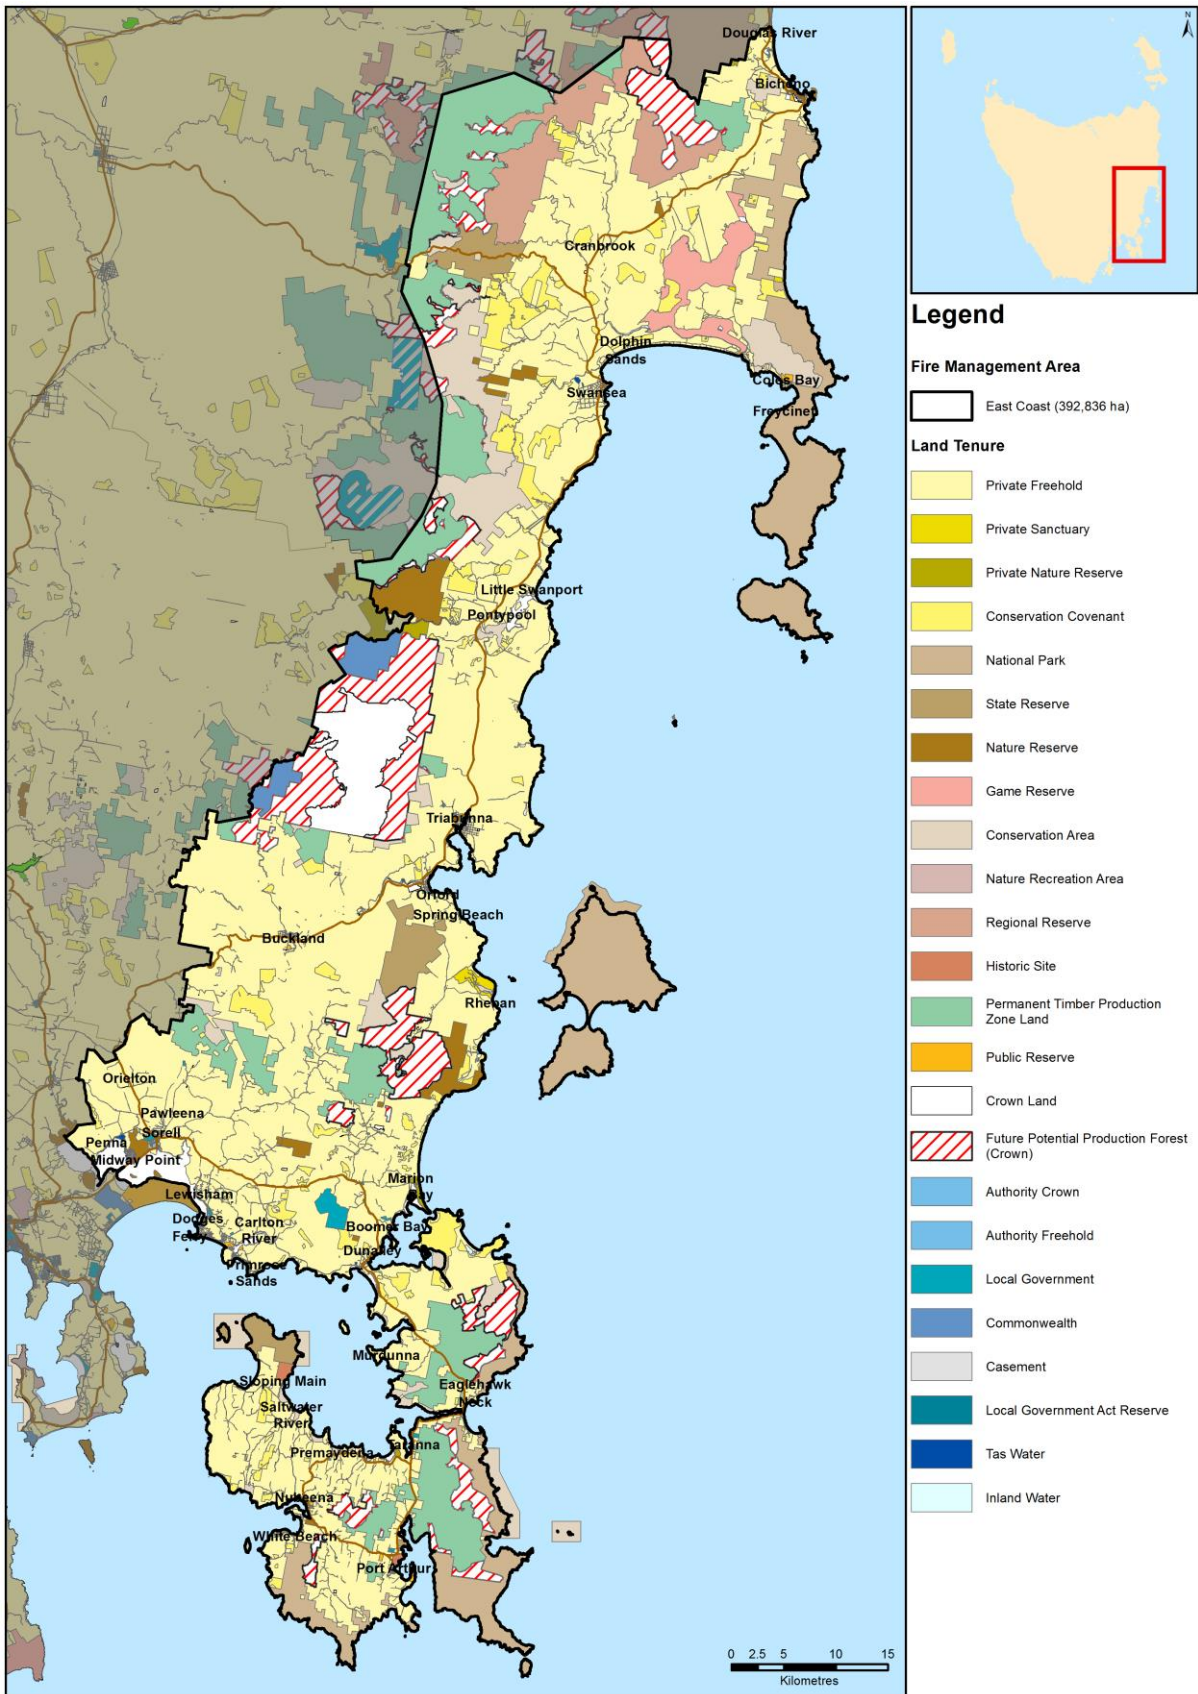 Douglas River
Bicheno
Cranbrook
Dolphin
Sands
Swansea
Coles Bay
Freycinet
Little Swanport
Pontypool
Triabunna
Orford
Spring Beach
Buckland
Rheban
Orielton
Pawleena
Sorell
Penna
Midway Point
Lewisham
Marion
Bay
Dodges
Ferry
Carlton
River
Boomer Bay
Dunalley
Primrose
Sands
Murdunna
Sloping Main
Eaglehawk
Neck
Saltwater
River
Taranna
Premaydena
Nubeena
White Beach
Port Arthur
0 2.5 5 10 15
Kilometres
N
Legend
Fire Management Area
East Coast (392,836 ha)
Land Tenure
Private Freehold
Private Sanctuary
Private Nature Reserve
Conservation Covenant
National Park
State Reserve
Nature Reserve
Game Reserve
Conservation Area
Nature Recreation Area
Regional Reserve
Historic Site
Permanent Timber Production
Zone Land
Public Reserve
Crown Land
Future Potential Production Forest
(Crown)
Authority Crown
Authority Freehold
Local Government
Commonwealth
Casement
Local Government Act Reserve
Tas Water
Inland Water